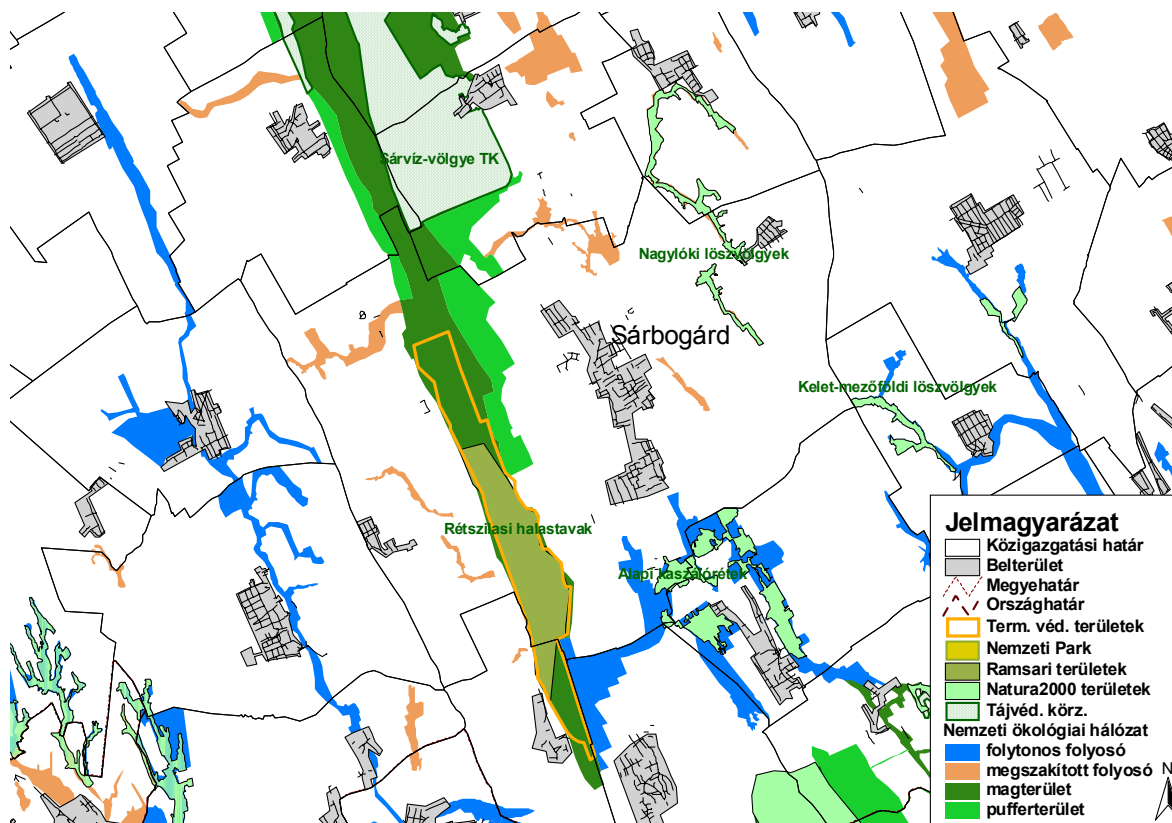 Sárvíz-völgye TK
Nagylóki löszvölgyek
Sárbogárd
Kelet-mezőföldi löszvölgyek
Rétszilasi halastavak
Alapi kaszálórétek
Jelmagyarázat
Közigazgatási határ
Belterület
Megyehatár
Országhatár
Term. véd. területek
Nemzeti Park
Ramsari területek
Natura2000 területek
Tájvéd. körz.
Nemzeti ökológiai hálózat
folytonos folyosó
megszakított folyosó
magterület
pufferterület
N